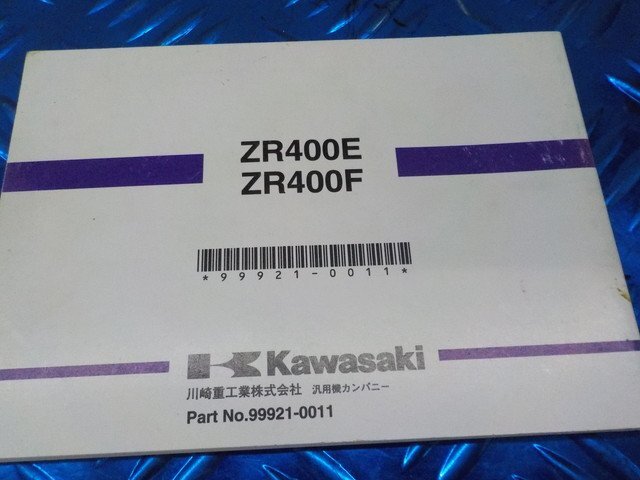 ZR400E
ZR400F
*99921-0011*
Kawasaki
川崎重工業株式会社 汎用機カンパニー
Part No.99921-0011